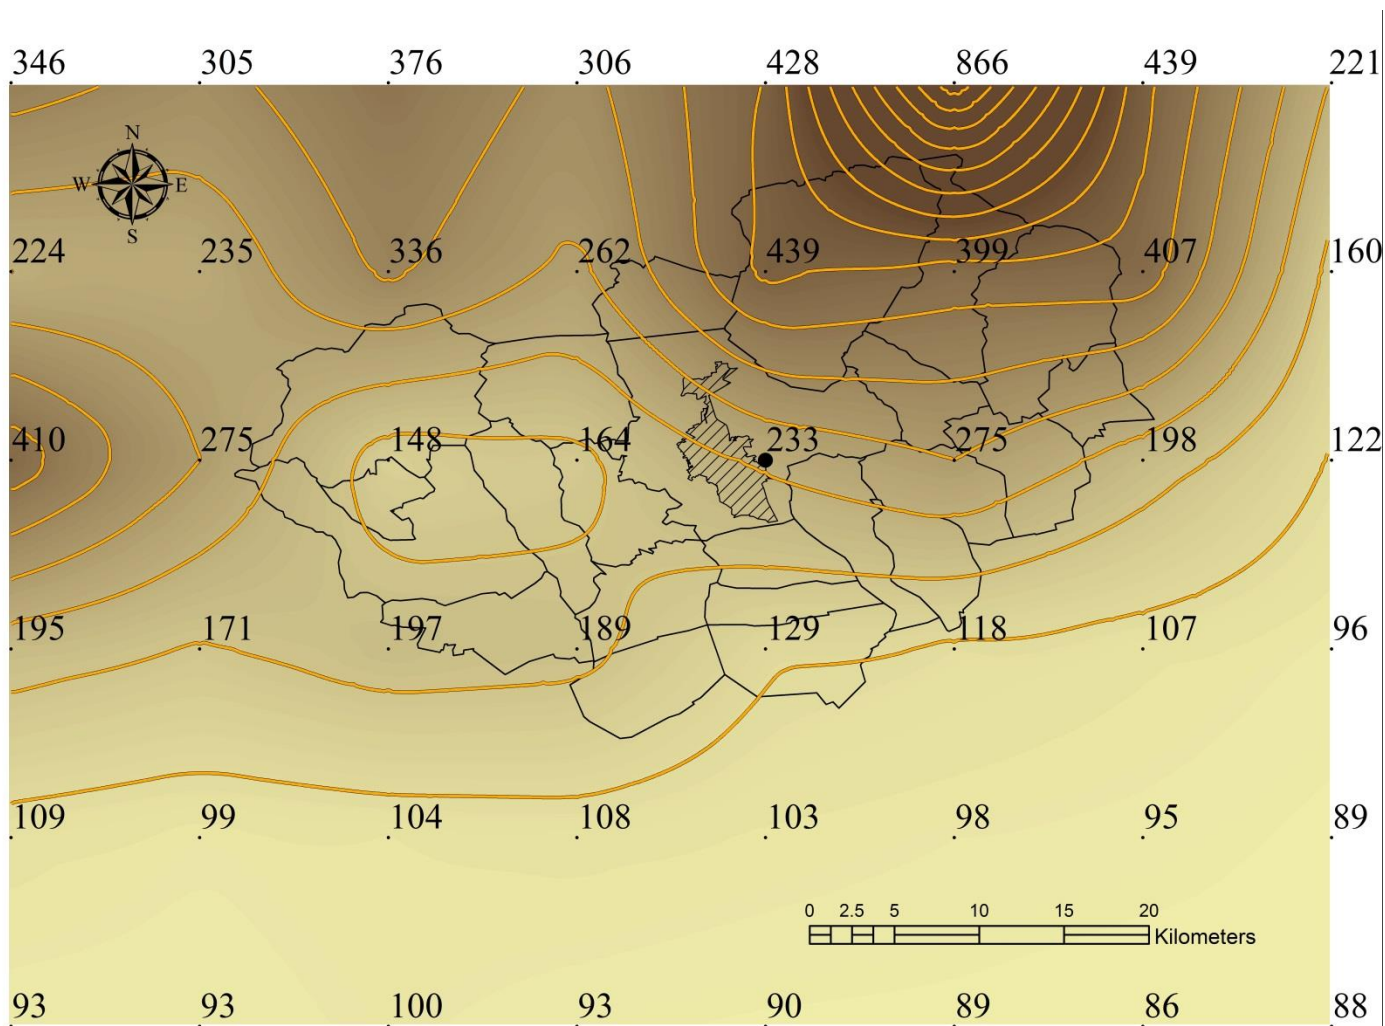 346 305 376 306 428 866 439 221
N
W E
S
224 235 336 262 439 399 407 160
410 275 148 164 233 275 198 122
195 171 197 189 129 118 107 96
109 99 104 108 103 98 95 89
0 2.5 5 10 15 20
Kilometers
93 93 100 93 90 89 86 88